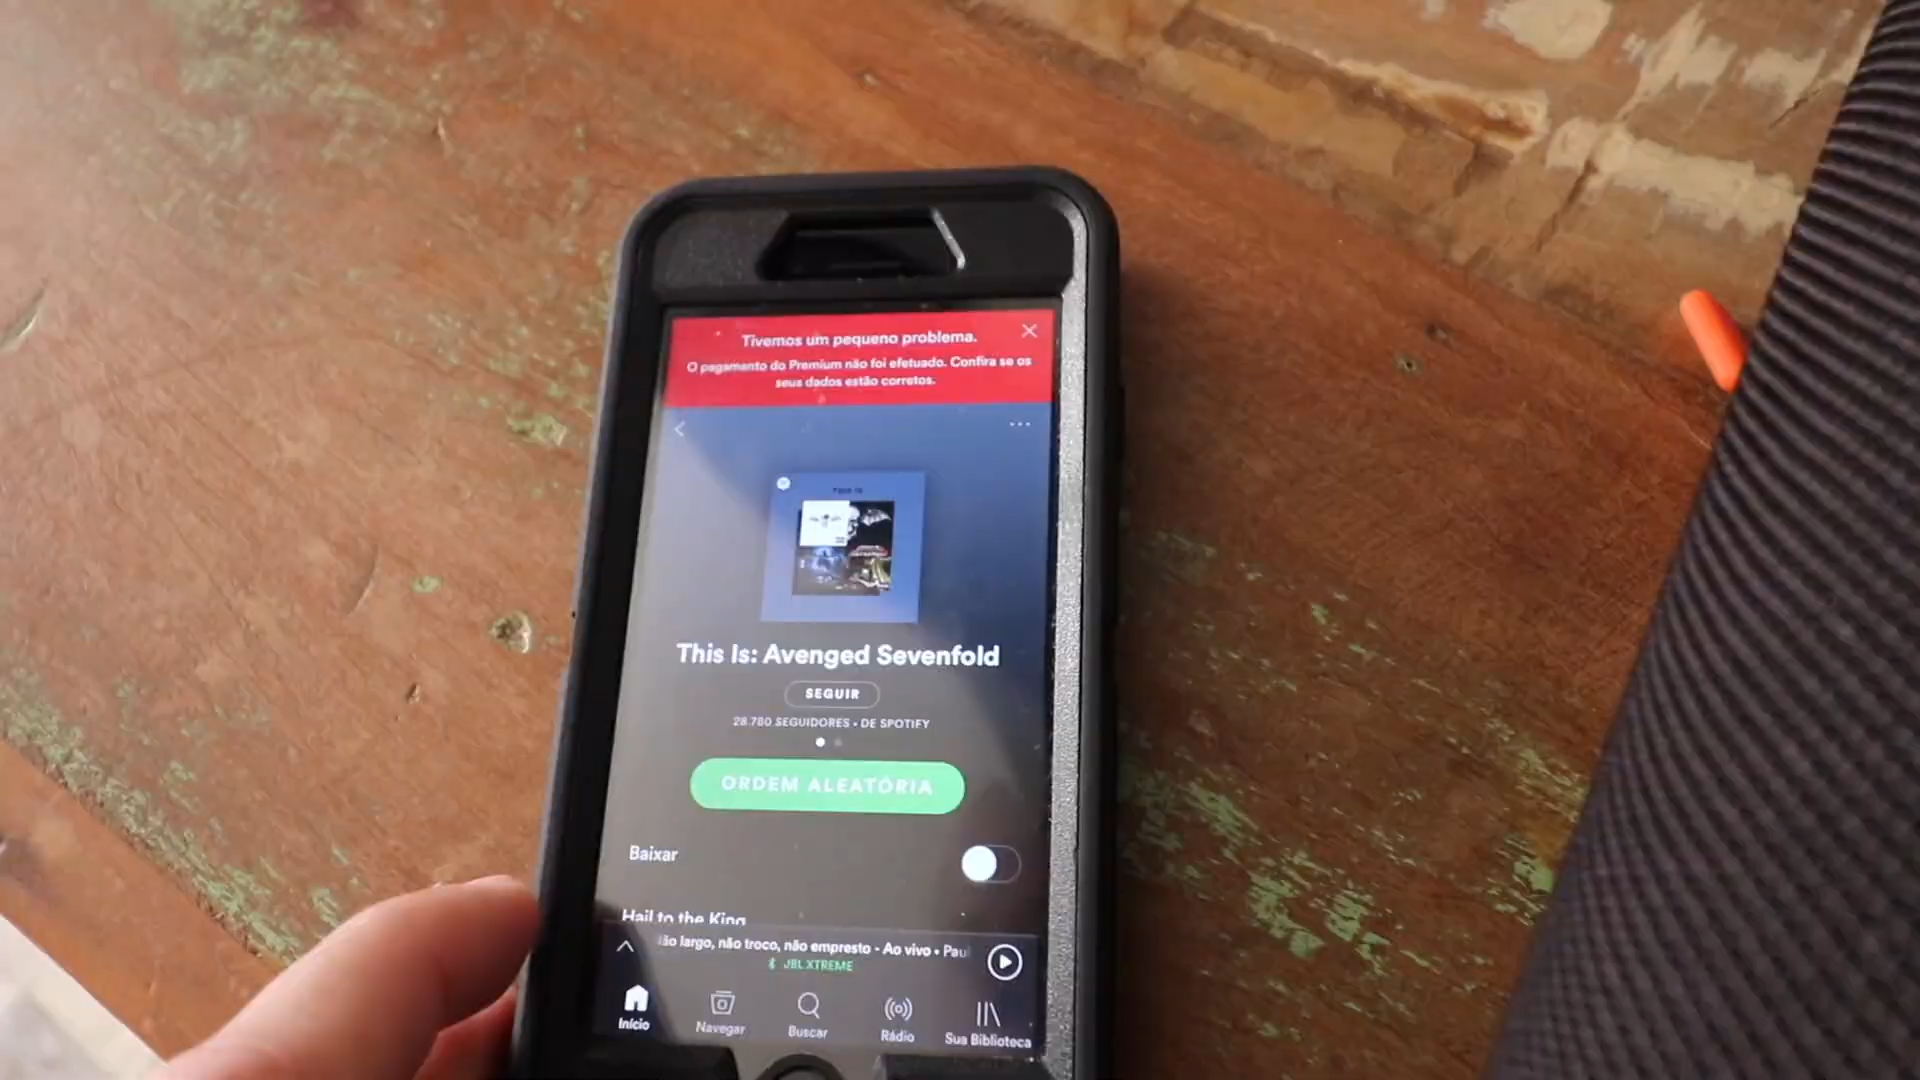 Tivemos um pequeno problema.
O pagamento do Premium não foi efetuado. Confira se os
seus dados estão corretos.
This Is: Avenged Sevenfold
SEGUIR
28.780 SEGUIDORES • DE SPOTIFY
ORDEM ALEATÓRIA
Baixar
Hail to the King
ão largo, não troco, não empresto - Ao vivo • Paul
JBL XTREME
Início
Navegar
Buscar
Rádio
Sua Biblioteca